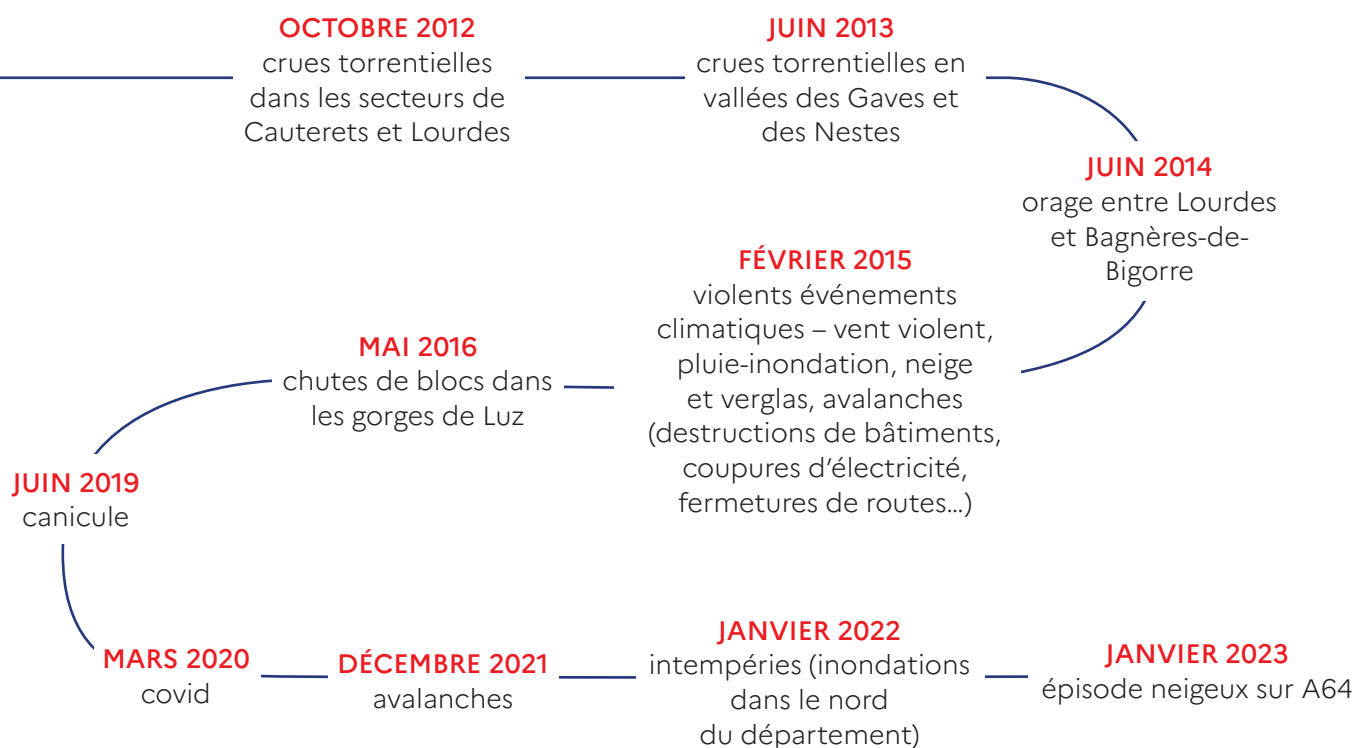 OCTOBRE 2012
crues torrentielles
dans les secteurs de
Cauterets et Lourdes
JUIN 2013
crues torrentielles en
vallées des Gaves et
des Nestes
JUIN 2014
orage entre Lourdes
et Bagnères-de-
Bigorre
FÉVRIER 2015
violents événements
climatiques – vent violent,
pluie-inondation, neige
et verglas, avalanches
(destructions de bâtiments,
coupures d’électricité,
fermetures de routes…)
MAI 2016
chutes de blocs dans
les gorges de Luz
JUIN 2019
canicule
MARS 2020
covid
DÉCEMBRE 2021
avalanches
JANVIER 2022
intempéries (inondations
dans le nord
du département)
JANVIER 2023
épisode neigeux sur A64